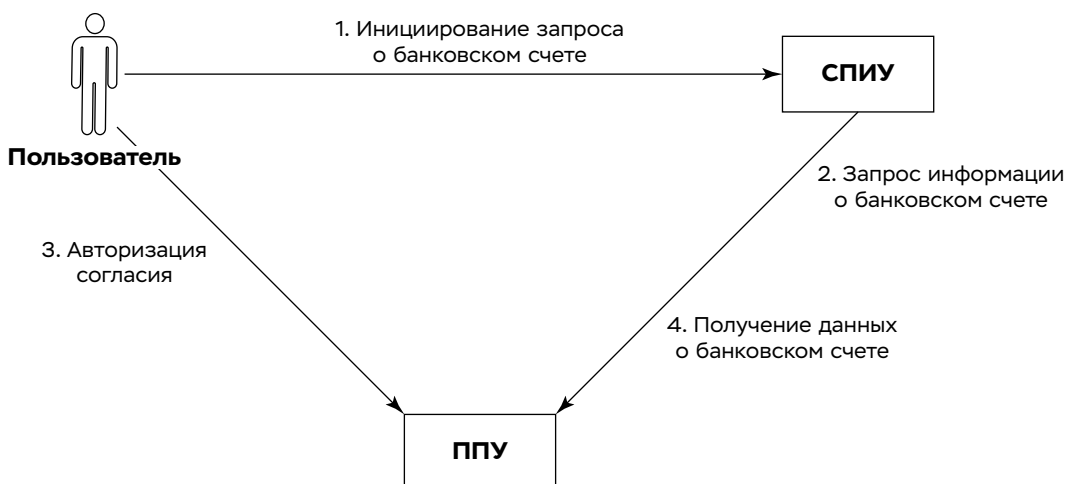 1. Инициирование запроса
о банковском счете
СПИУ
Пользователь
2. Запрос информации
о банковском счете
3. Авторизация
согласия
4. Получение данных
о банковском счете
ППУ